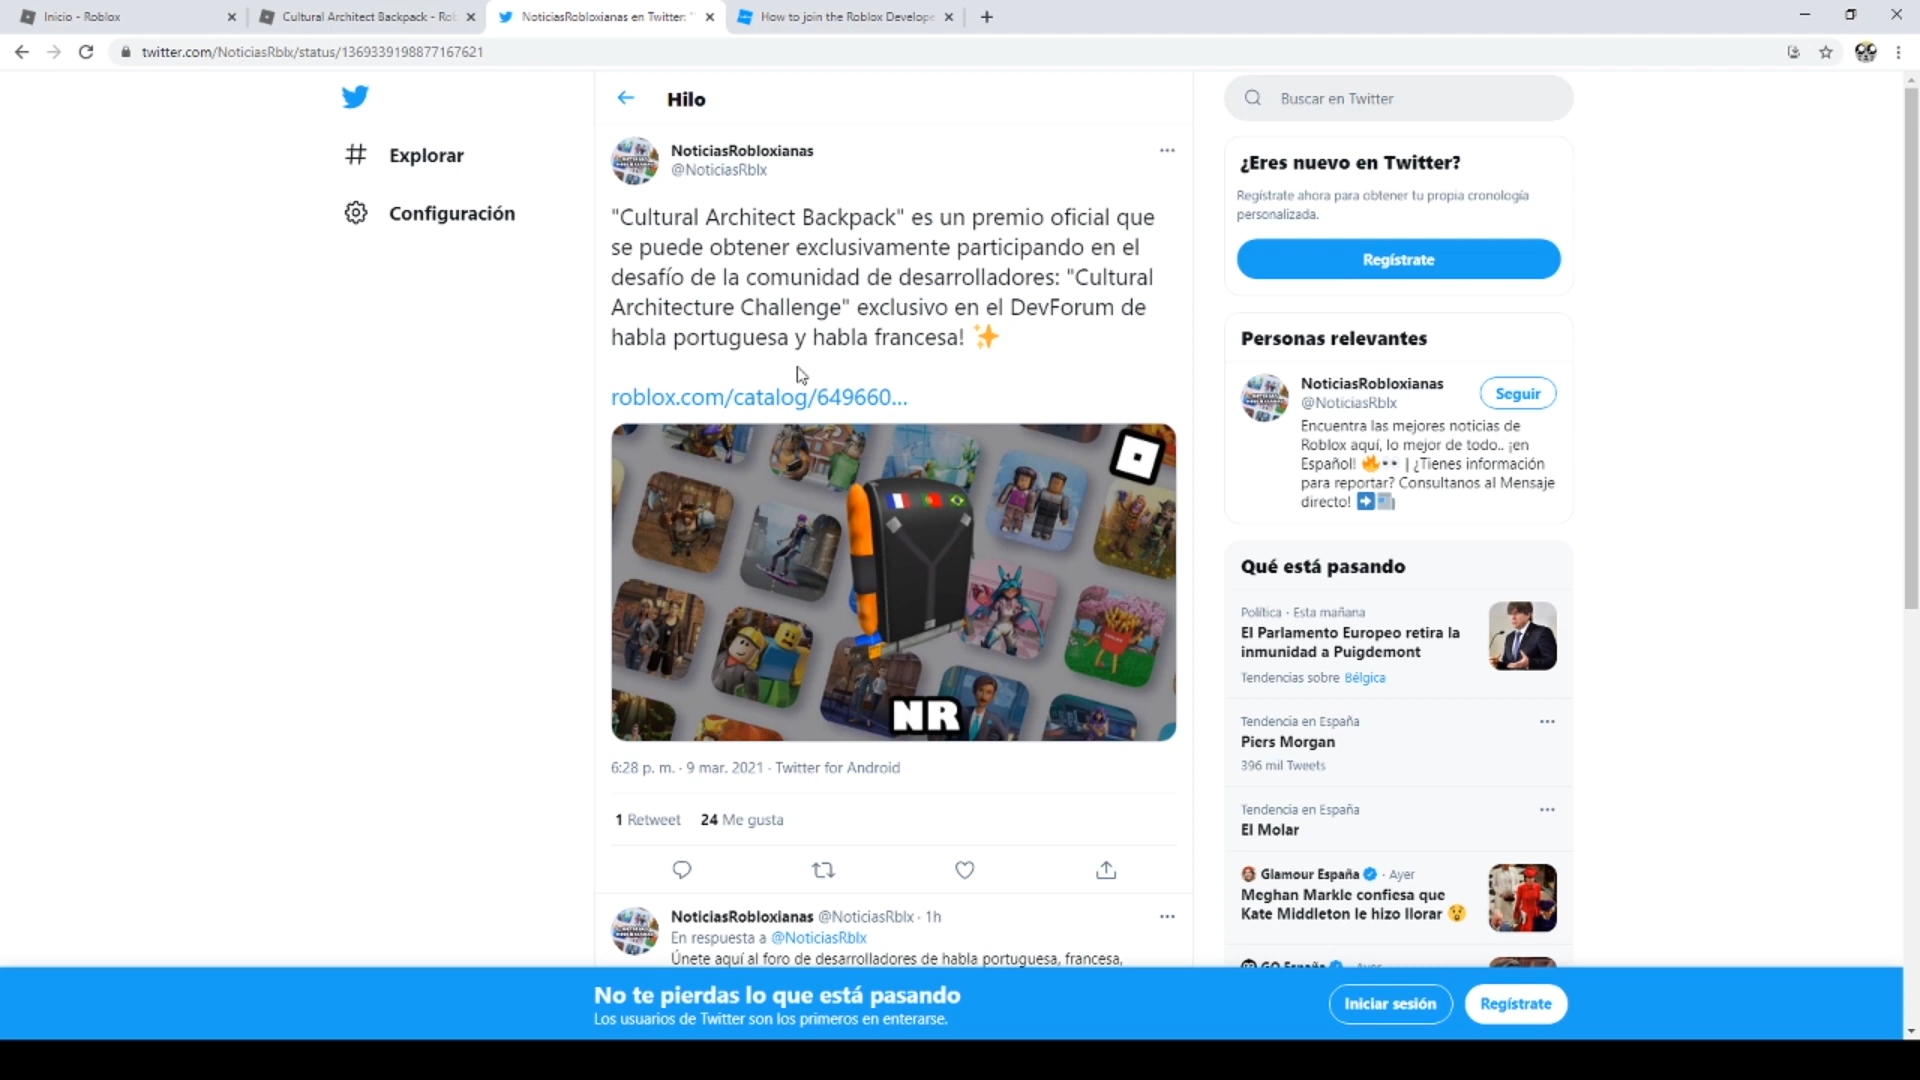 Inicio - Roblox
Cultural Architect Backpack - Rob
NoticiasRobloxianas en Twitter: "
How to join the Roblox Develope
twitter.com/NoticiasRblx/status/1369339198877167621
Explorar
Configuración
Hilo
NoticiasRobloxianas
@NoticiasRblx
"Cultural Architect Backpack" es un premio oficial que
se puede obtener exclusivamente participando en el
desafío de la comunidad de desarrolladores: "Cultural
Architecture Challenge" exclusivo en el DevForum de
habla portuguesa y habla francesa! ✨
roblox.com/catalog/649660...
NR
6:28 p. m. · 9 mar. 2021 · Twitter for Android
1 Retweet 24 Me gusta
NoticiasRobloxianas @NoticiasRblx · 1h
En respuesta a @NoticiasRblx
Únete aquí al foro de desarrolladores de habla portuguesa, francesa,
Buscar en Twitter
¿Eres nuevo en Twitter?
Regístrate ahora para obtener tu propia cronología
personalizada.
Regístrate
Personas relevantes
NoticiasRobloxianas
@NoticiasRblx
Seguir
Encuentra las mejores noticias de
Roblox aquí, lo mejor de todo.. ¡en
Español! 🔥👀 | ¿Tienes información
para reportar? Consultanos al Mensaje
directo! ➡️📰
Qué está pasando
Política · Esta mañana
El Parlamento Europeo retira la
inmunidad a Puigdemont
Tendencias sobre Bélgica
Tendencia en España
Piers Morgan
396 mil Tweets
Tendencia en España
El Molar
Glamour España · Ayer
Meghan Markle confiesa que
Kate Middleton le hizo llorar 😲
GQ España · Ayer
No te pierdas lo que está pasando
Los usuarios de Twitter son los primeros en enterarse.
Iniciar sesión
Regístrate